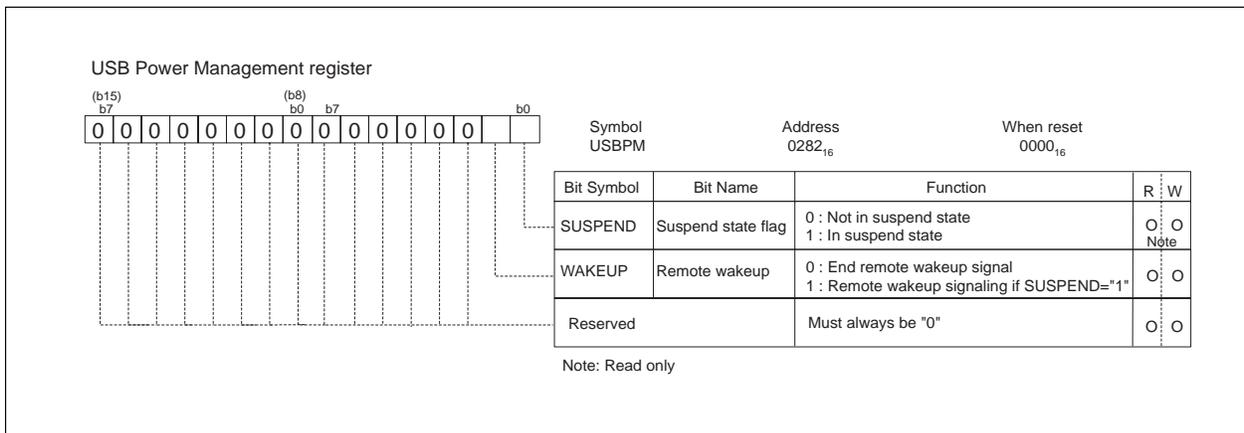 USB Power Management register
(b15) (b8)
b7 b0 b7 b0
0 0 0 0 0 0 0 0 0 0 0 0 0 0
Symbol Address When reset
USBPM 0282₁₆ 0000₁₆
Bit Symbol Bit Name Function R W
SUSPEND Suspend state flag 0 : Not in suspend state O O
1 : In suspend state
Note
WAKEUP Remote wakeup 0 : End remote wakeup signal O O
1 : Remote wakeup signaling if SUSPEND="1"
Reserved Must always be "0" O O
Note: Read only